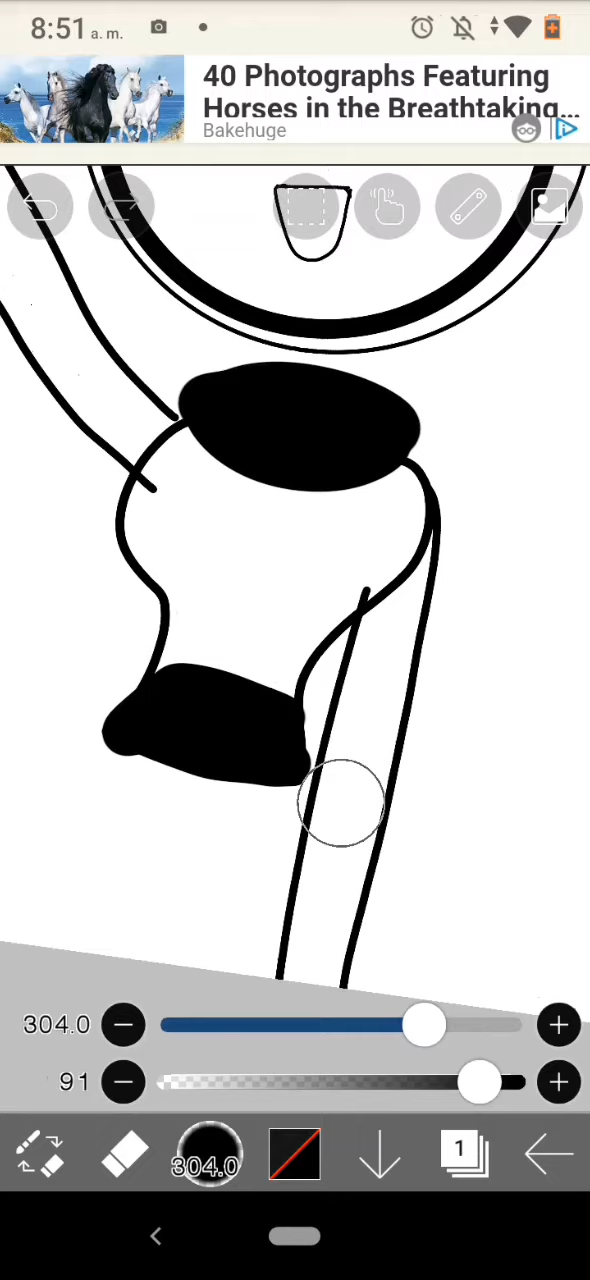 8:51 a. m.
40 Photographs Featuring
Horses in the Breathtaking...
Bakehuge
304.0
91
304.0
1